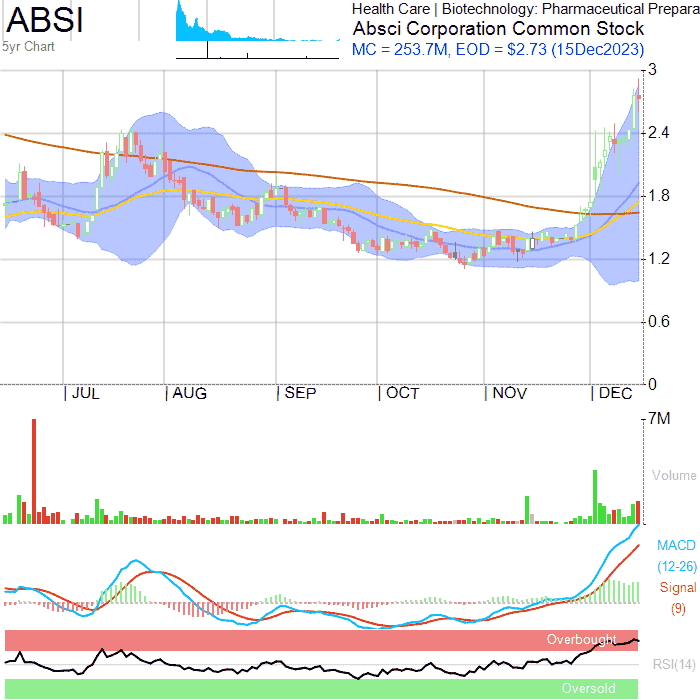 ABSI
5yr Chart
Health Care | Biotechnology: Pharmaceutical Prepara
Absci Corporation Common Stock
MC = 253.7M, EOD = $2.73 (15Dec2023)
3
2.4
1.8
1.2
0.6
0
JUL AUG SEP OCT NOV DEC
7M
Volume
MACD
(12-26)
Signal
(9)
Overbought
RSI(14)
Oversold